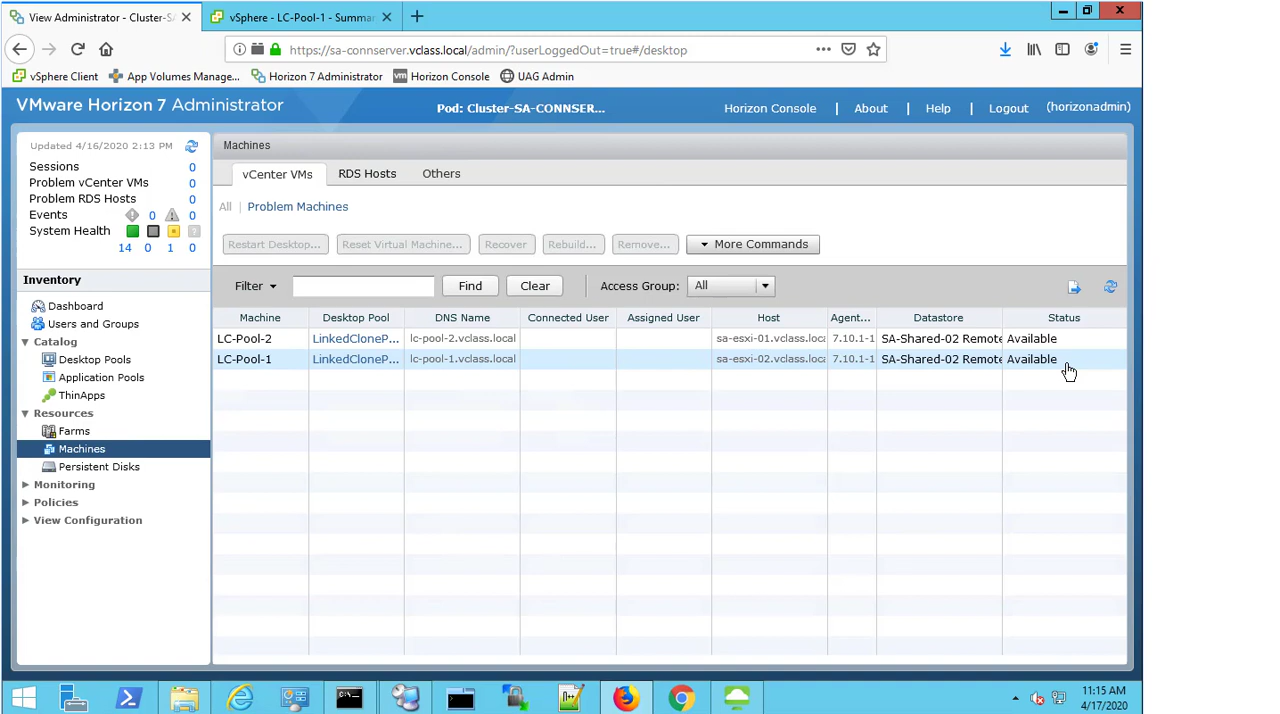 View Administrator - Cluster-S
vSphere - LC-Pool-1 - Summar
https://sa-connserver.vclass.local/admin/?userLoggedOut=true#/desktop
vSphere Client
App Volumes Manage...
Horizon 7 Administrator
vm Horizon Console
UAG Admin
VMware Horizon 7 Administrator
Pod: Cluster-SA-CONNSER...
Horizon Console
About
Help
Logout
(horizonadmin)
Updated 4/16/2020 2:13 PM
Sessions 0
Problem vCenter VMs 0
Problem RDS Hosts 0
Events 0 0
System Health
14 0 1 0
Inventory
Dashboard
Users and Groups
Catalog
Desktop Pools
Application Pools
ThinApps
Resources
Farms
Machines
Persistent Disks
Monitoring
Policies
View Configuration
Machines
vCenter VMs
RDS Hosts
Others
All | Problem Machines
Restart Desktop...
Reset Virtual Machine...
Recover
Rebuild...
Remove...
More Commands
Filter
Find
Clear
Access Group:
All
Machine Desktop Pool DNS Name Connected User Assigned User Host Agent... Datastore Status
LC-Pool-2 LinkedCloneP... lc-pool-2.vclass.local sa-esxi-01.vclass.loca 7.10.1-1 SA-Shared-02 Remote Available
LC-Pool-1 LinkedCloneP... lc-pool-1.vclass.local sa-esxi-02.vclass.loca 7.10.1-1 SA-Shared-02 Remote Available
11:15 AM
4/17/2020